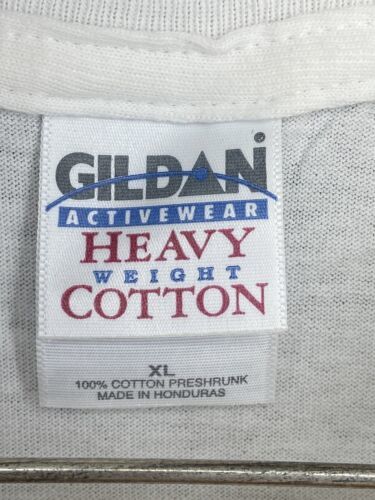 GILDAN®
ACTIVEWEAR
HEAVY
WEIGHT
COTTON
XL
100% COTTON PRESHRUNK
MADE IN HONDURAS